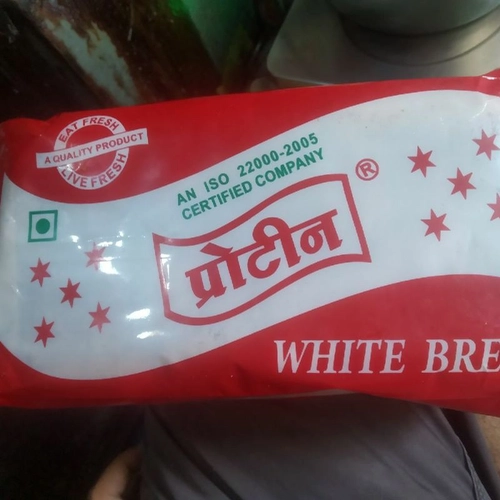 EAT FRESH
A QUALITY PRODUCT
LIVE FRESH
AN ISO 22000-2005
CERTIFIED COMPANY
प्रोटीन ®
WHITE BRE